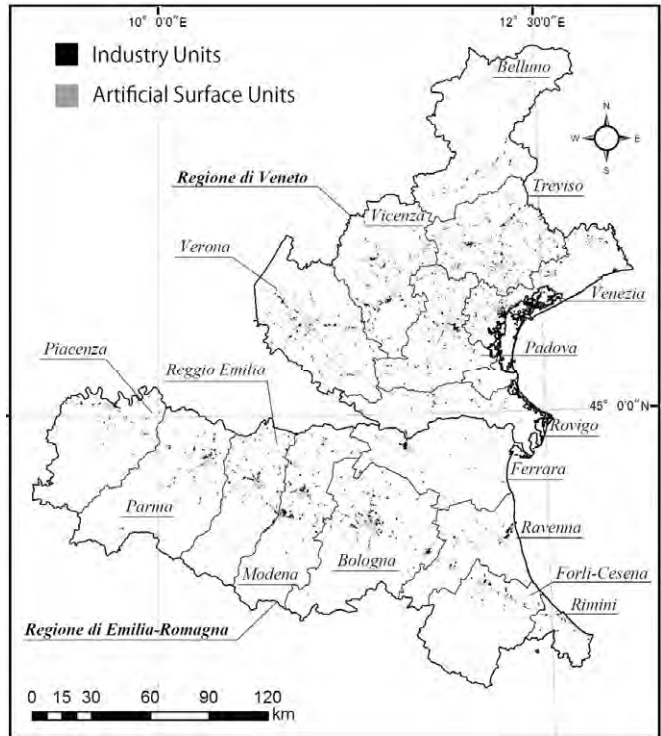 10° 0'0"E
12° 30'0"E
Industry Units
Artificial Surface Units
N
W
E
S
Belluno
Regione di Veneto
Treviso
Vicenza
Verona
Venezia
Piacenza
Padova
Reggio Emilia
45° 0'0"N
Rovigo
Ferrara
Parma
Ravenna
Modena
Bologna
Forli-Cesena
Rimini
Regione di Emilia-Romagna
0 15 30 60 90 120
km